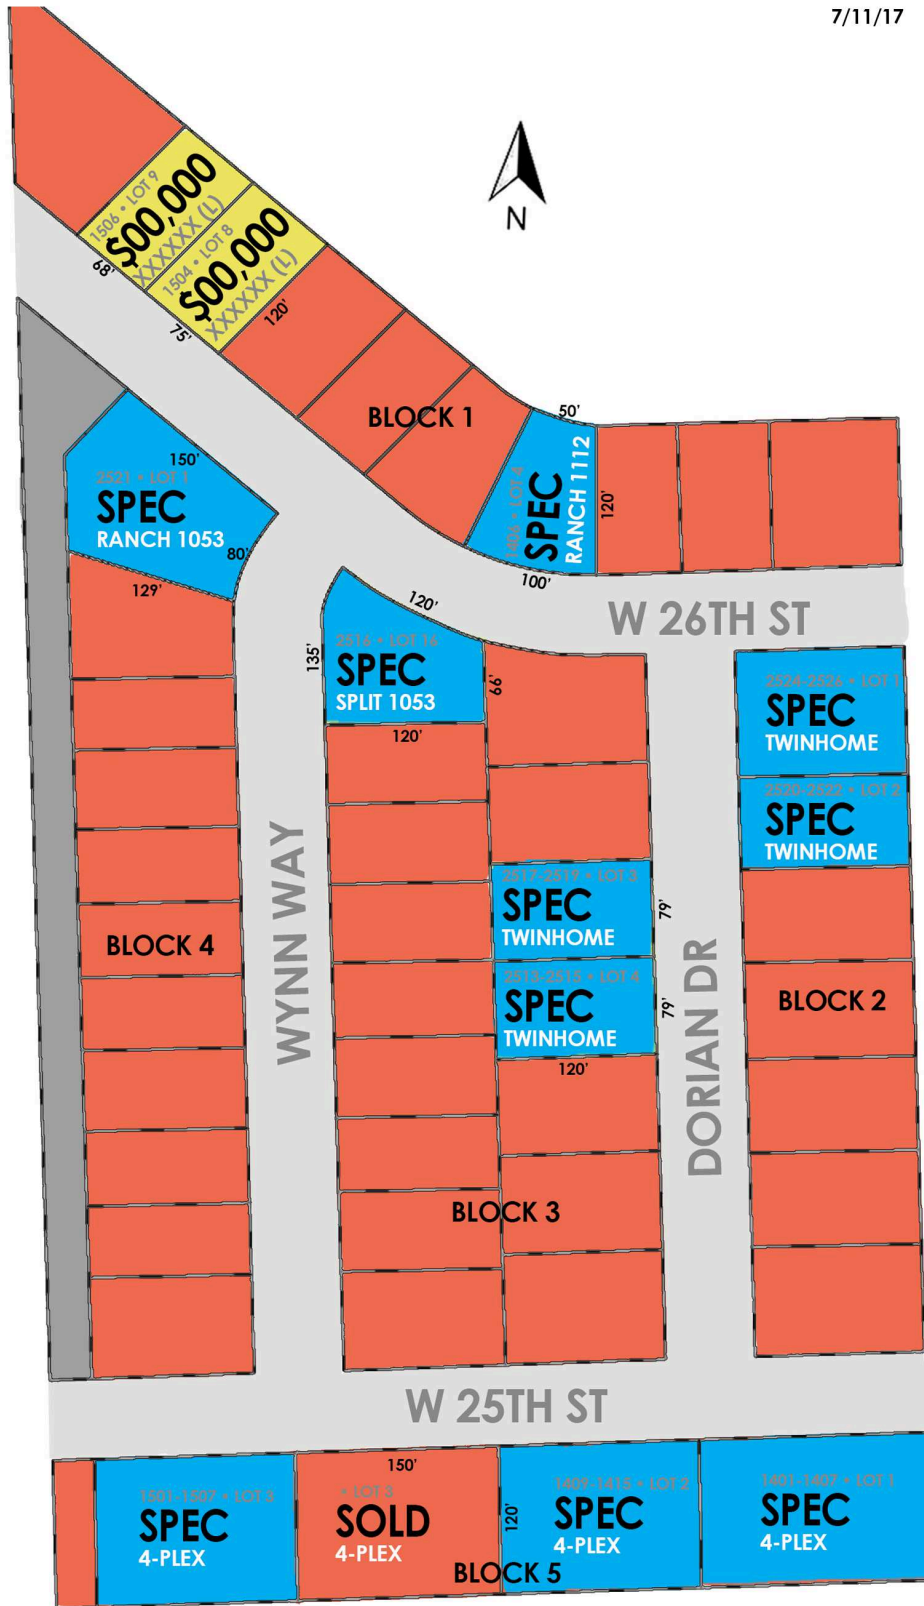 7/11/17
N
1506 • LOT 9
$00,000
XXXXXX (L)
68'
1504 • LOT 8
$00,000
XXXXXX (L)
75'
120'
BLOCK 1
50'
1406 • LOT 4
SPEC
RANCH 1112
120'
100'
150'
2521 • LOT 1
SPEC
RANCH 1053
80'
129'
W 26TH ST
120'
135'
2516 • LOT 16
SPEC
SPLIT 1053
66'
120'
2524-2526 • LOT 1
SPEC
TWINHOME
2520-2522 • LOT 2
SPEC
TWINHOME
2517-2519 • LOT 3
SPEC
TWINHOME
79'
2513-2515 • LOT 4
SPEC
TWINHOME
79'
120'
BLOCK 4
WYNN WAY
DORIAN DR
BLOCK 2
BLOCK 3
W 25TH ST
1501-1507 • LOT 3
SPEC
4-PLEX
150'
• LOT 3
SOLD
4-PLEX
120'
1409-1415 • LOT 2
SPEC
4-PLEX
1401-1407 • LOT 1
SPEC
4-PLEX
BLOCK 5